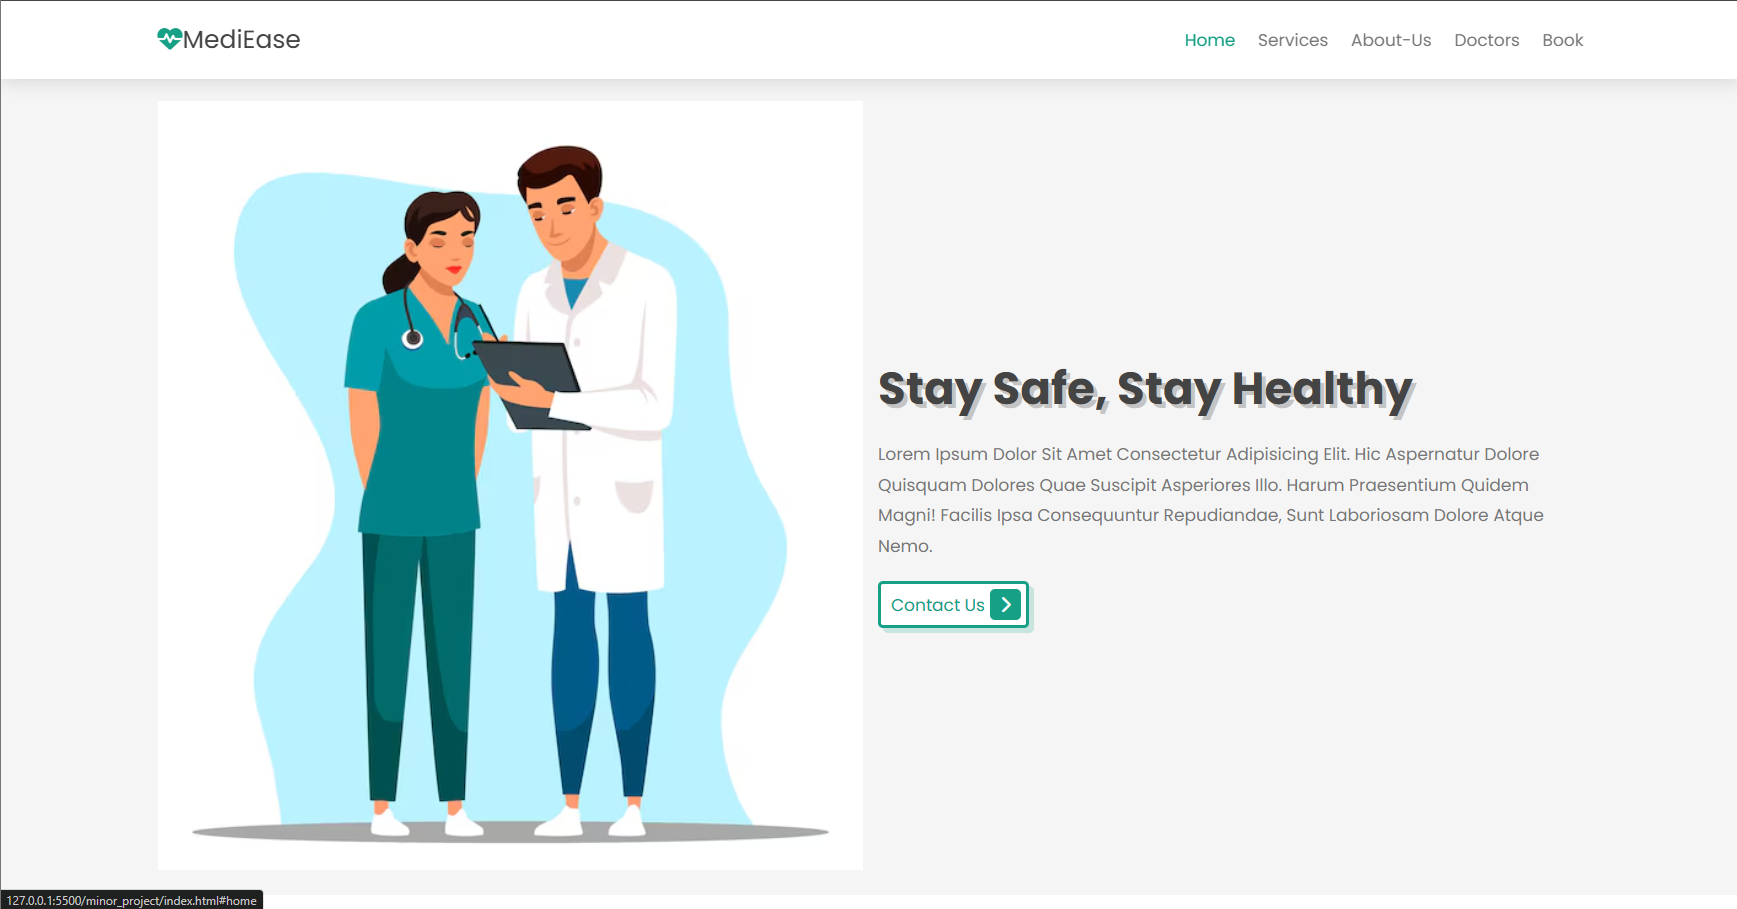 MediEase
Home Services About-Us Doctors Book
Stay Safe, Stay Healthy
Lorem Ipsum Dolor Sit Amet Consectetur Adipisicing Elit. Hic Aspernatur Dolore
Quisquam Dolores Quae Suscipit Asperiores Illo. Harum Praesentium Quidem
Magni! Facilis Ipsa Consequuntur Repudiandae, Sunt Laboriosam Dolore Atque
Nemo.
Contact Us
127.0.0.1:5500/minor_project/index.html#home